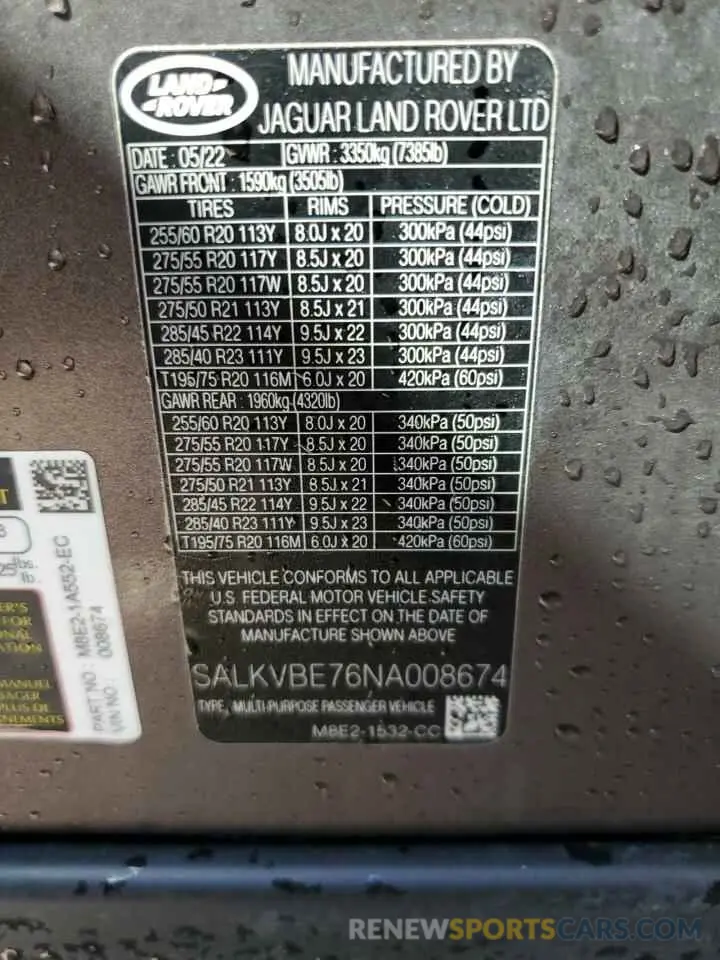 LAND ROVER
MANUFACTURED BY
JAGUAR LAND ROVER LTD
DATE : 05/22 GVWR : 3350kg (7385lb)
GAWR FRONT : 1590kg (3505lb)
TIRES RIMS PRESSURE (COLD)
255/60 R20 113Y 8.0J x 20 300kPa (44psi)
275/55 R20 117Y 8.5J x 20 300kPa (44psi)
275/55 R20 117W 8.5J x 20 300kPa (44psi)
275/50 R21 113Y 8.5J x 21 300kPa (44psi)
285/45 R22 114Y 9.5J x 22 300kPa (44psi)
285/40 R23 111Y 9.5J x 23 300kPa (44psi)
T195/75 R20 116M 6.0J x 20 420kPa (60psi)
GAWR REAR : 1960kg (4320lb)
255/60 R20 113Y 8.0J x 20 340kPa (50psi)
275/55 R20 117Y 8.5J x 20 340kPa (50psi)
275/55 R20 117W 8.5J x 20 340kPa (50psi)
275/50 R21 113Y 8.5J x 21 340kPa (50psi)
285/45 R22 114Y 9.5J x 22 340kPa (50psi)
285/40 R23 111Y 9.5J x 23 340kPa (50psi)
T195/75 R20 116M 6.0J x 20 420kPa (60psi)
THIS VEHICLE CONFORMS TO ALL APPLICABLE
U.S. FEDERAL MOTOR VEHICLE SAFETY
STANDARDS IN EFFECT ON THE DATE OF
MANUFACTURE SHOWN ABOVE
SALKVBE76NA008674
TYPE, MULTI-PURPOSE PASSENGER VEHICLE
M8E2-1532-CC
PART NO : M8E2-1A552-EC
VIN NO : 008674
lbs.
lb.
RENEWSPORTSCARS.COM